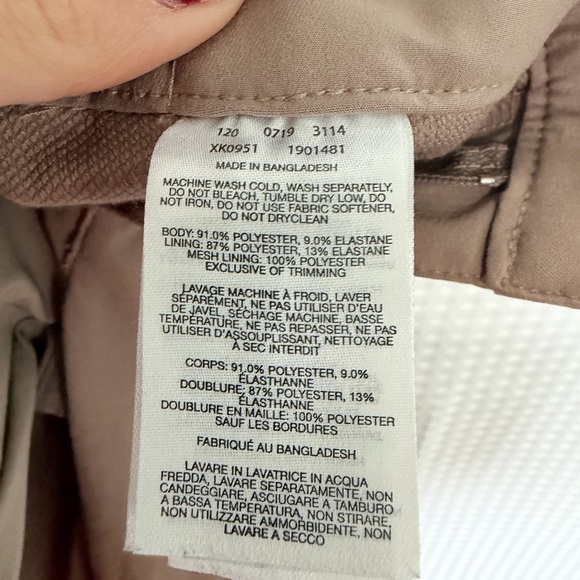 120 0719 3114
XK0951 1901481
MADE IN BANGLADESH
MACHINE WASH COLD, WASH SEPARATELY,
DO NOT BLEACH, TUMBLE DRY LOW, DO
NOT IRON, DO NOT USE FABRIC SOFTENER,
DO NOT DRYCLEAN
BODY: 91.0% POLYESTER, 9.0% ELASTANE
LINING: 87% POLYESTER, 13% ELASTANE
MESH LINING: 100% POLYESTER
EXCLUSIVE OF TRIMMING
LAVAGE MACHINE À FROID, LAVER
SÉPARÉMENT, NE PAS UTILISER D'EAU
DE JAVEL, SÉCHAGE MACHINE, BASSE
TEMPÉRATURE, NE PAS REPASSER, NE PAS
UTILISER D'ASSOUPLISSANT, NETTOYAGE
À SEC INTERDIT
CORPS: 91.0% POLYESTER, 9.0%
ÉLASTHANNE
DOUBLURE: 87% POLYESTER, 13%
ÉLASTHANNE
DOUBLURE EN MAILLE: 100% POLYESTER
SAUF LES BORDURES
FABRIQUÉ AU BANGLADESH
LAVARE IN LAVATRICE IN ACQUA
FREDDA, LAVARE SEPARATAMENTE, NON
CANDEGGIARE, ASCIUGARE A TAMBURO
A BASSA TEMPERATURA, NON STIRARE,
NON UTILIZZARE AMMORBIDENTE, NON
LAVARE A SECCO